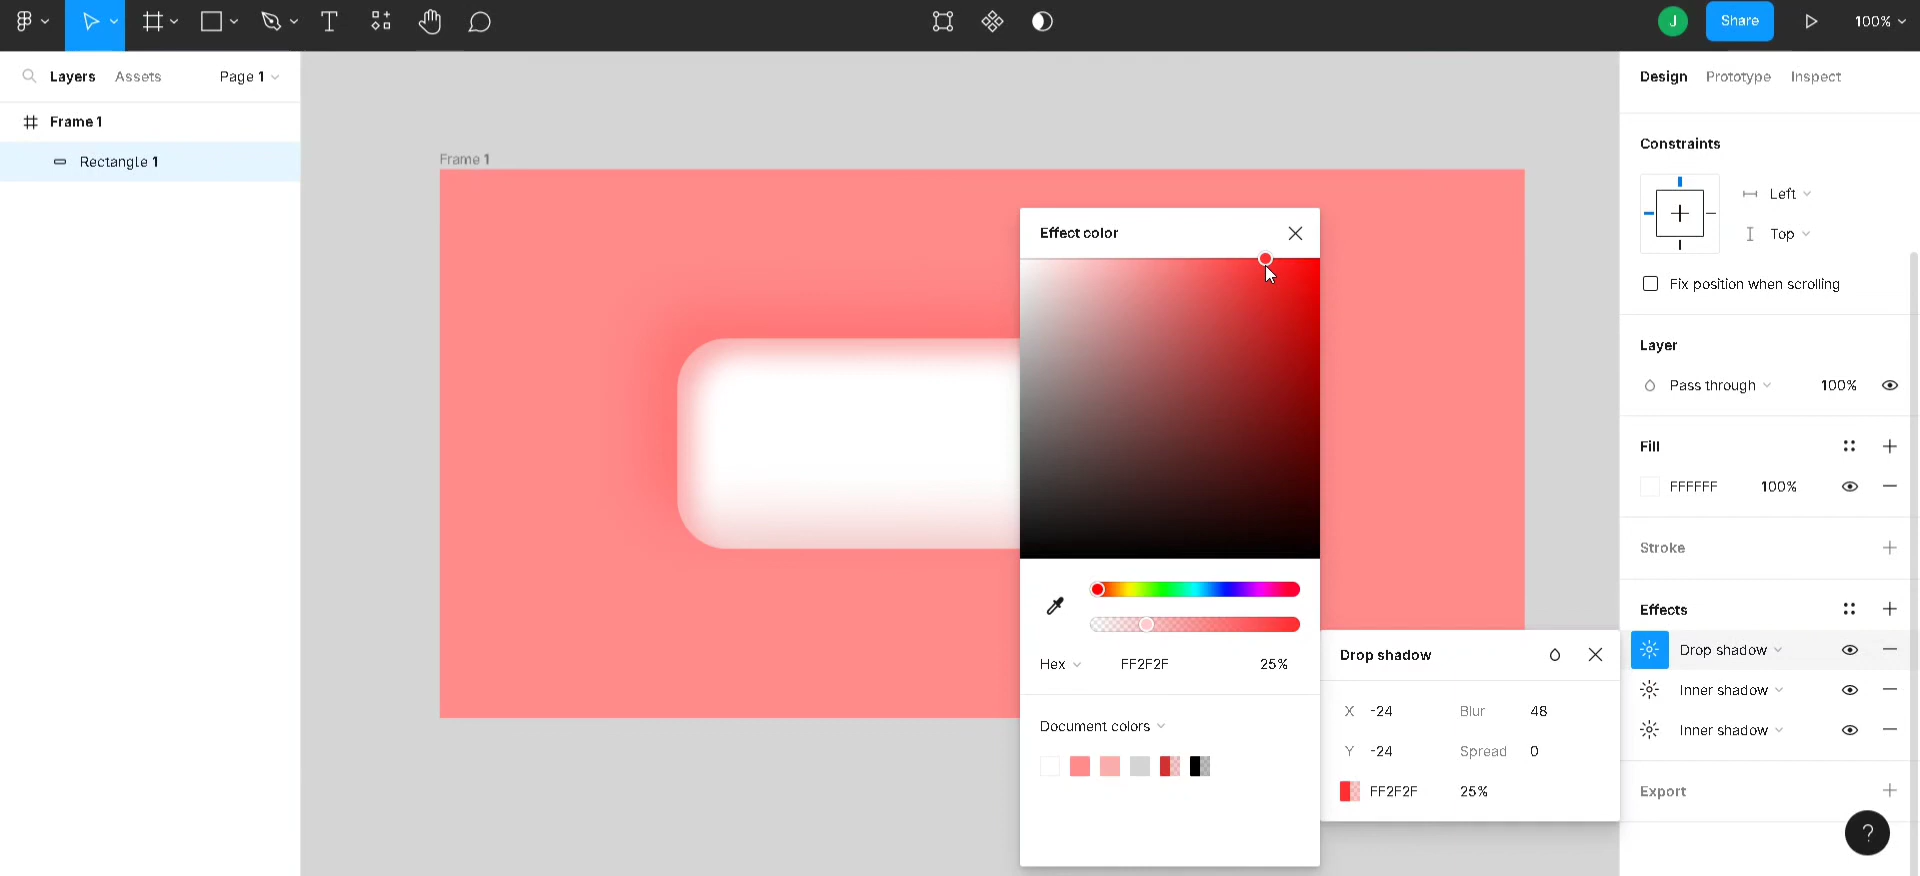 J
Share
100%
Layers
Assets
Page 1
Frame 1
Rectangle 1
Frame 1
Effect color
Hex
FF2F2F
25%
Document colors
Drop shadow
X -24
Blur 48
Y -24
Spread 0
FF2F2F
25%
Design
Prototype
Inspect
Constraints
Left
Top
Fix position when scrolling
Layer
Pass through
100%
Fill
FFFFFF
100%
Stroke
Effects
Drop shadow
Inner shadow
Inner shadow
Export
?